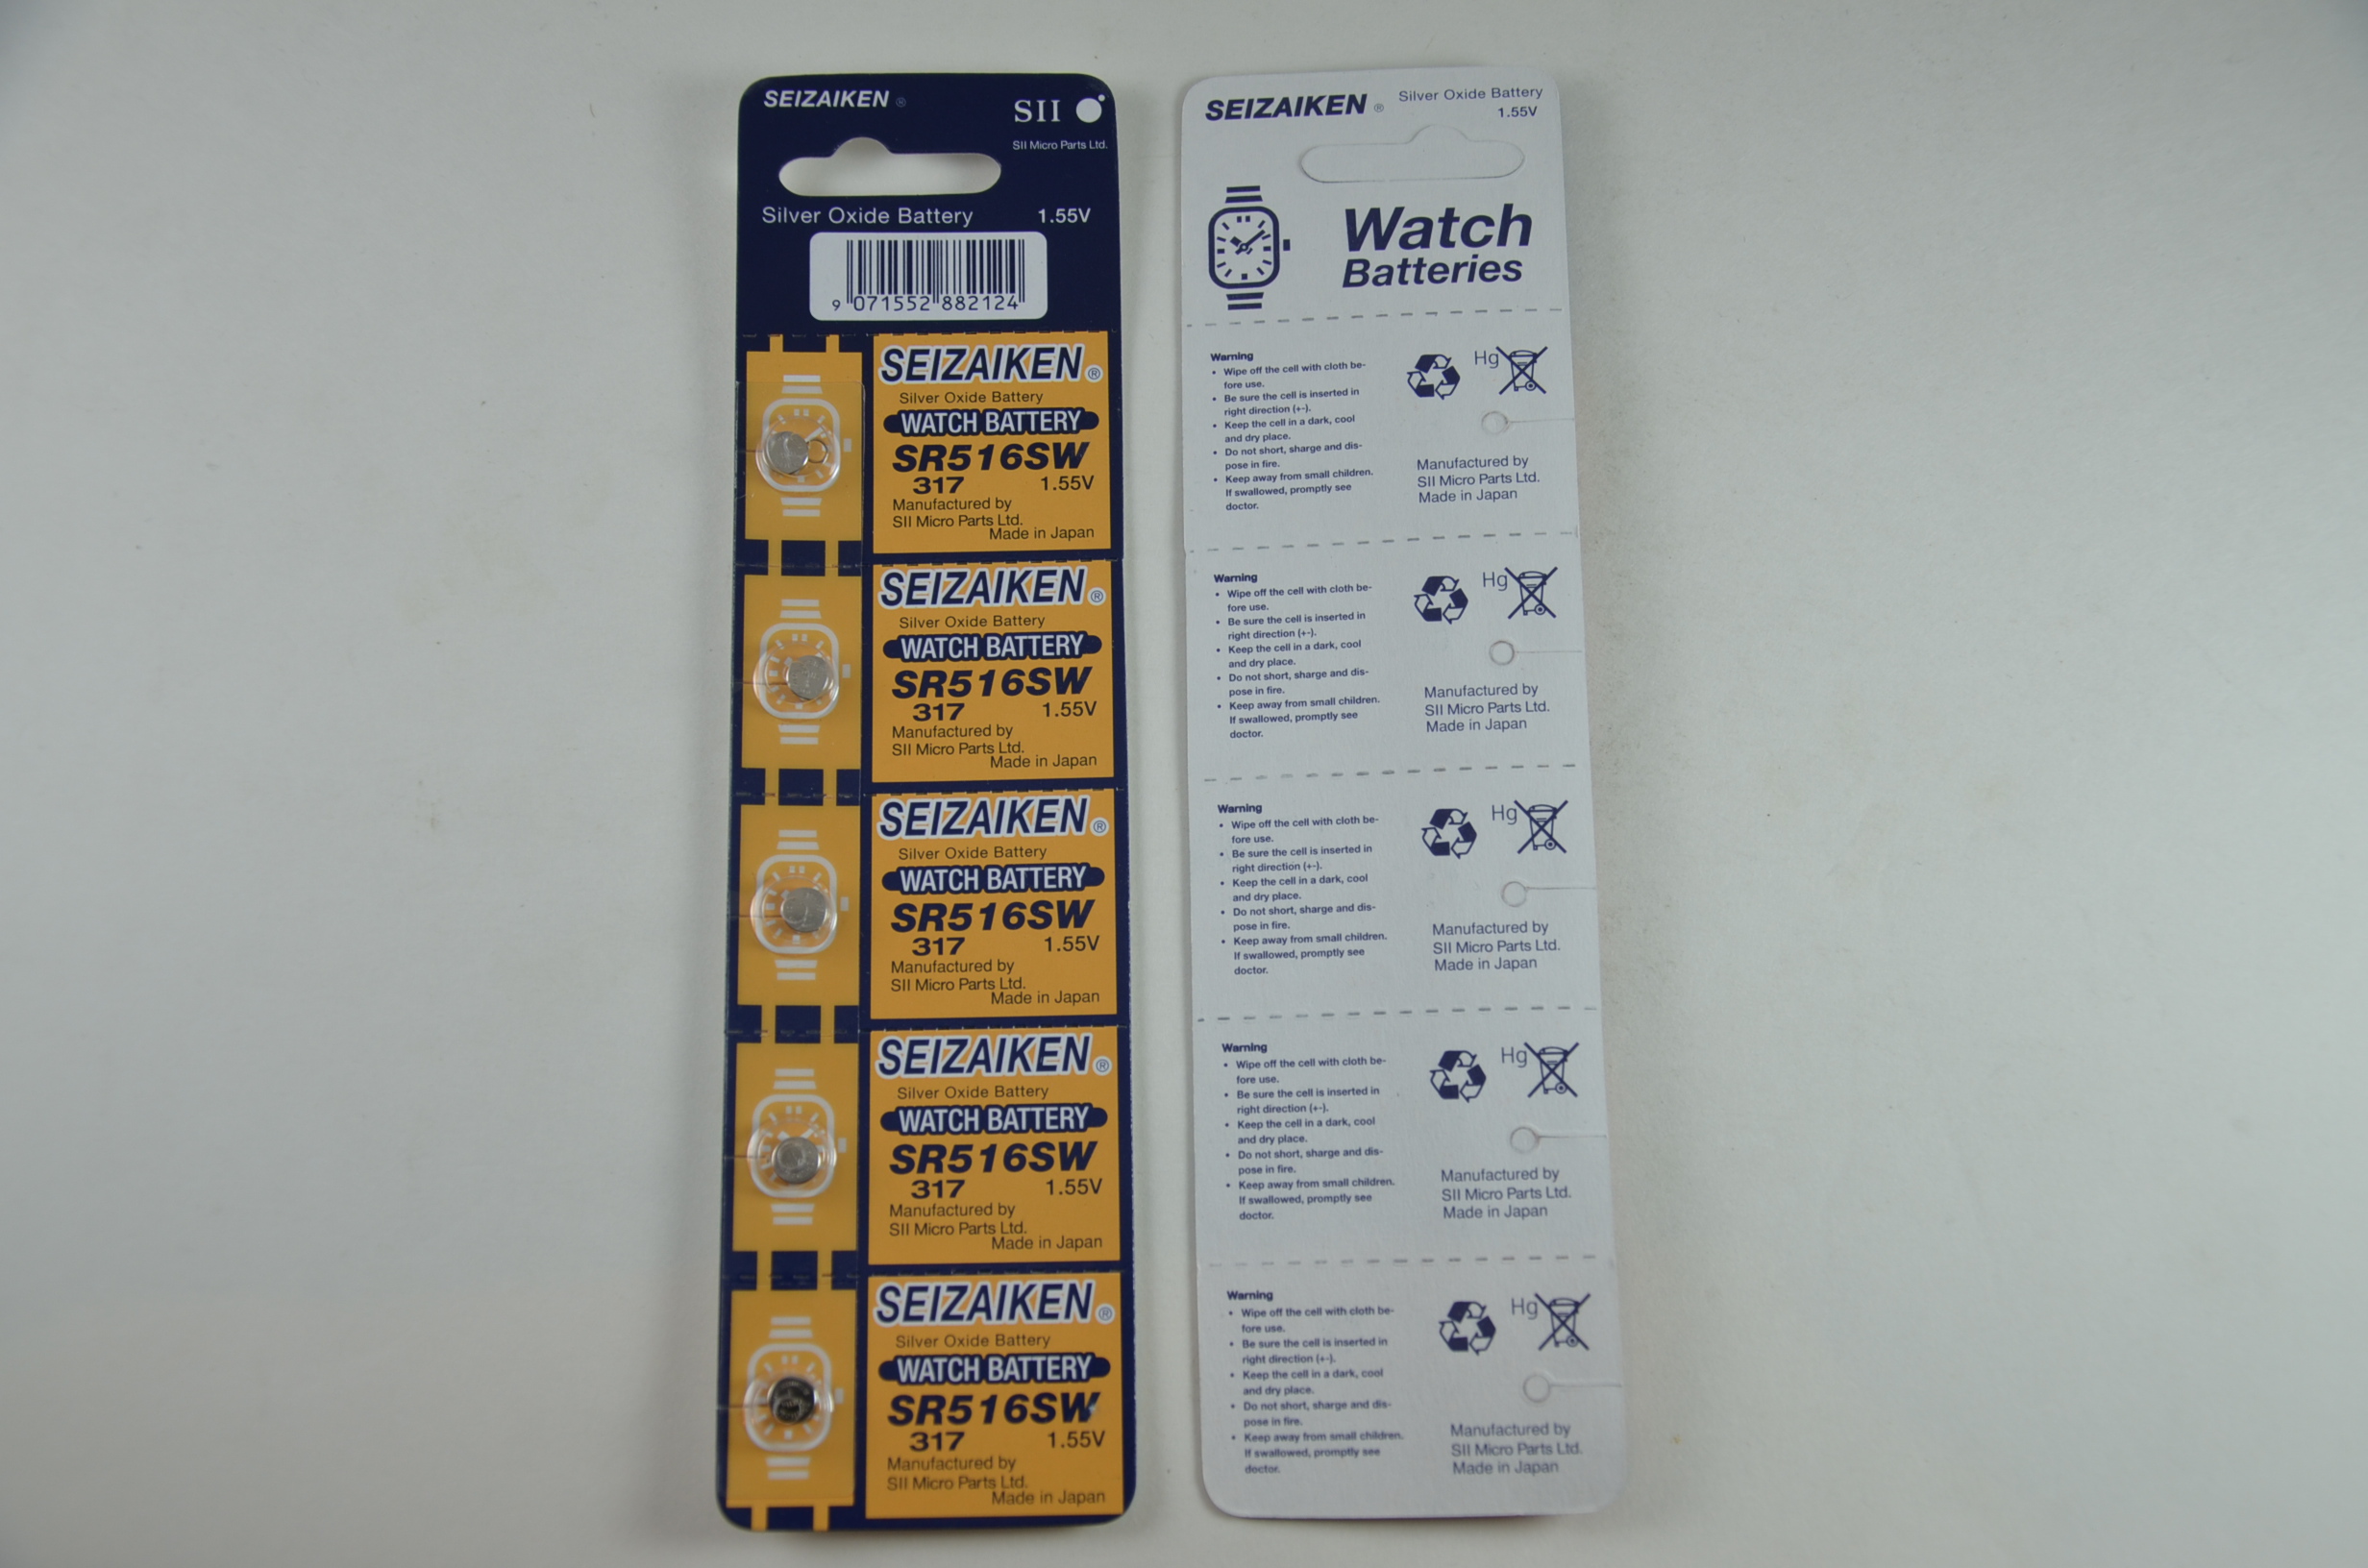 SEIZAIKEN ®
SII
SII Micro Parts Ltd.
Silver Oxide Battery 1.55V
9 071552 882124
SEIZAIKEN ®
Silver Oxide Battery
WATCH BATTERY
SR516SW
317 1.55V
Manufactured by
SII Micro Parts Ltd.
Made in Japan
SEIZAIKEN ®
Silver Oxide Battery
WATCH BATTERY
SR516SW
317 1.55V
Manufactured by
SII Micro Parts Ltd.
Made in Japan
SEIZAIKEN ®
Silver Oxide Battery
WATCH BATTERY
SR516SW
317 1.55V
Manufactured by
SII Micro Parts Ltd.
Made in Japan
SEIZAIKEN ®
Silver Oxide Battery
WATCH BATTERY
SR516SW
317 1.55V
Manufactured by
SII Micro Parts Ltd.
Made in Japan
SEIZAIKEN ®
Silver Oxide Battery
WATCH BATTERY
SR516SW
317 1.55V
Manufactured by
SII Micro Parts Ltd.
Made in Japan
SEIZAIKEN ® Silver Oxide Battery
1.55V
Watch
Batteries
Warning
• Wipe off the cell with cloth be-
fore use.
• Be sure the cell is inserted in
right direction (+-).
• Keep the cell in a dark, cool
and dry place.
• Do not short, sharge and dis-
pose in fire.
• Keep away from small children.
If swallowed, promptly see
doctor.
Hg
Manufactured by
SII Micro Parts Ltd.
Made in Japan
Warning
• Wipe off the cell with cloth be-
fore use.
• Be sure the cell is inserted in
right direction (+-).
• Keep the cell in a dark, cool
and dry place.
• Do not short, sharge and dis-
pose in fire.
• Keep away from small children.
If swallowed, promptly see
doctor.
Hg
Manufactured by
SII Micro Parts Ltd.
Made in Japan
Warning
• Wipe off the cell with cloth be-
fore use.
• Be sure the cell is inserted in
right direction (+-).
• Keep the cell in a dark, cool
and dry place.
• Do not short, sharge and dis-
pose in fire.
• Keep away from small children.
If swallowed, promptly see
doctor.
Hg
Manufactured by
SII Micro Parts Ltd.
Made in Japan
Warning
• Wipe off the cell with cloth be-
fore use.
• Be sure the cell is inserted in
right direction (+-).
• Keep the cell in a dark, cool
and dry place.
• Do not short, sharge and dis-
pose in fire.
• Keep away from small children.
If swallowed, promptly see
doctor.
Hg
Manufactured by
SII Micro Parts Ltd.
Made in Japan
Warning
• Wipe off the cell with cloth be-
fore use.
• Be sure the cell is inserted in
right direction (+-).
• Keep the cell in a dark, cool
and dry place.
• Do not short, sharge and dis-
pose in fire.
• Keep away from small children.
If swallowed, promptly see
doctor.
Hg
Manufactured by
SII Micro Parts Ltd.
Made in Japan